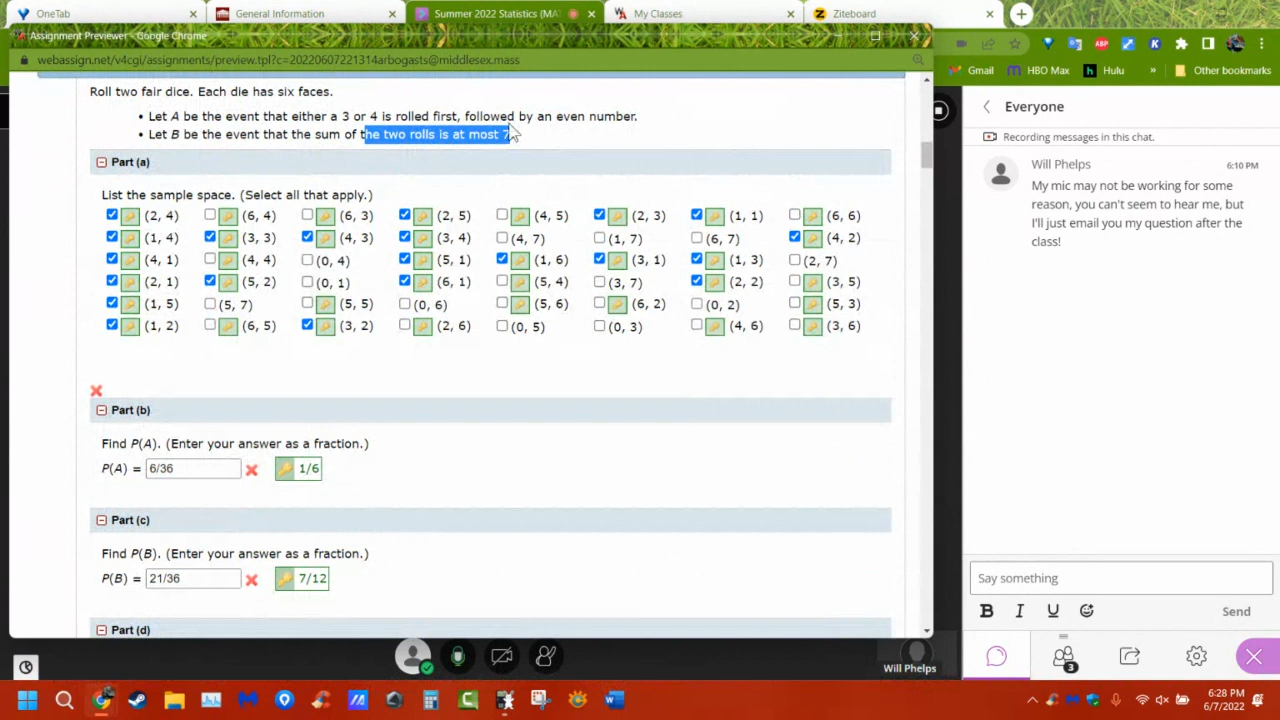 OneTab
General Information
Summer 2022 Statistics (MA
My Classes
Ziteboard
Assignment Previewer - Google Chrome
webassign.net/v4cgi/assignments/preview.tpl?c=202206072213​14arbogasts@middlesex.mass
Gmail HBO Max Hulu » Other bookmarks
Roll two fair dice. Each die has six faces.
• Let A be the event that either a 3 or 4 is rolled first, followed by an even number.
• Let B be the event that the sum of the two rolls is at most 7.
Part (a)
List the sample space. (Select all that apply.)
(2, 4) (6, 4) (6, 3) (2, 5) (4, 5) (2, 3) (1, 1) (6, 6)
(1, 4) (3, 3) (4, 3) (3, 4) (4, 7) (1, 7) (6, 7) (4, 2)
(4, 1) (4, 4) (0, 4) (5, 1) (1, 6) (3, 1) (1, 3) (2, 7)
(2, 1) (5, 2) (0, 1) (6, 1) (5, 4) (3, 7) (2, 2) (3, 5)
(1, 5) (5, 7) (5, 5) (0, 6) (5, 6) (6, 2) (0, 2) (5, 3)
(1, 2) (6, 5) (3, 2) (2, 6) (0, 5) (0, 3) (4, 6) (3, 6)
Part (b)
Find P(A). (Enter your answer as a fraction.)
P(A) = 6/36 1/6
Part (c)
Find P(B). (Enter your answer as a fraction.)
P(B) = 21/36 7/12
Part (d)
Everyone
Recording messages in this chat.
Will Phelps 6:10 PM
My mic may not be working for some
reason, you can't seem to hear me, but
I'll just email you my question after the
class!
Say something
B I U Send
Will Phelps
3
6:28 PM
6/7/2022